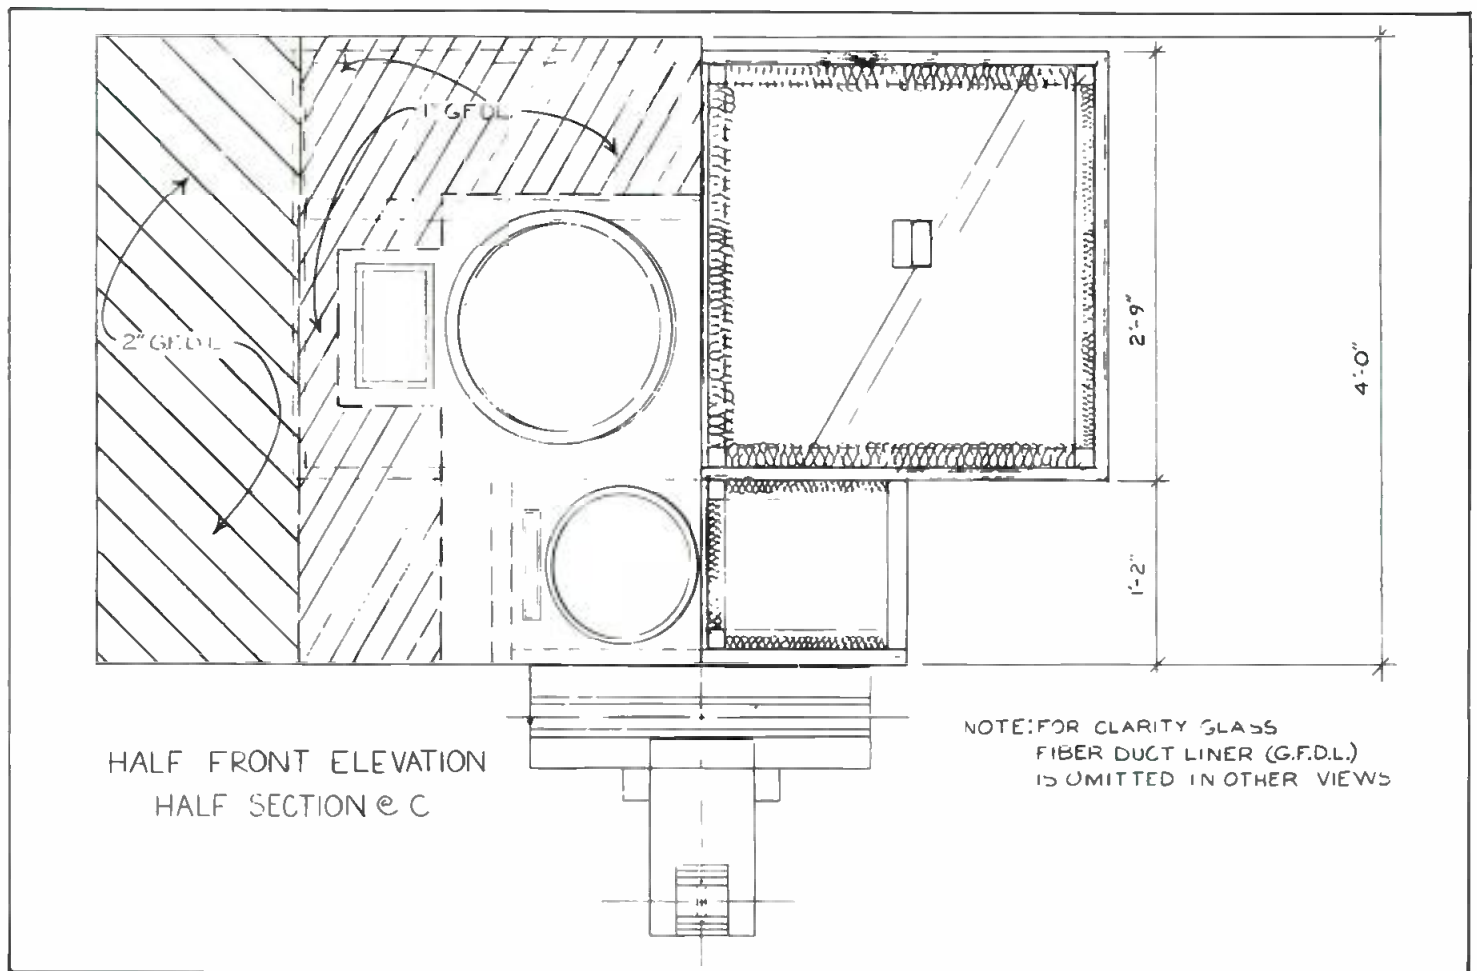 1" GFDL
2" G.F.D.L
2'-9"
4'-0"
1'-2"
HALF FRONT ELEVATION
HALF SECTION @ C
NOTE: FOR CLARITY GLASS
FIBER DUCT LINER (G.F.D.L.)
IS OMITTED IN OTHER VIEWS